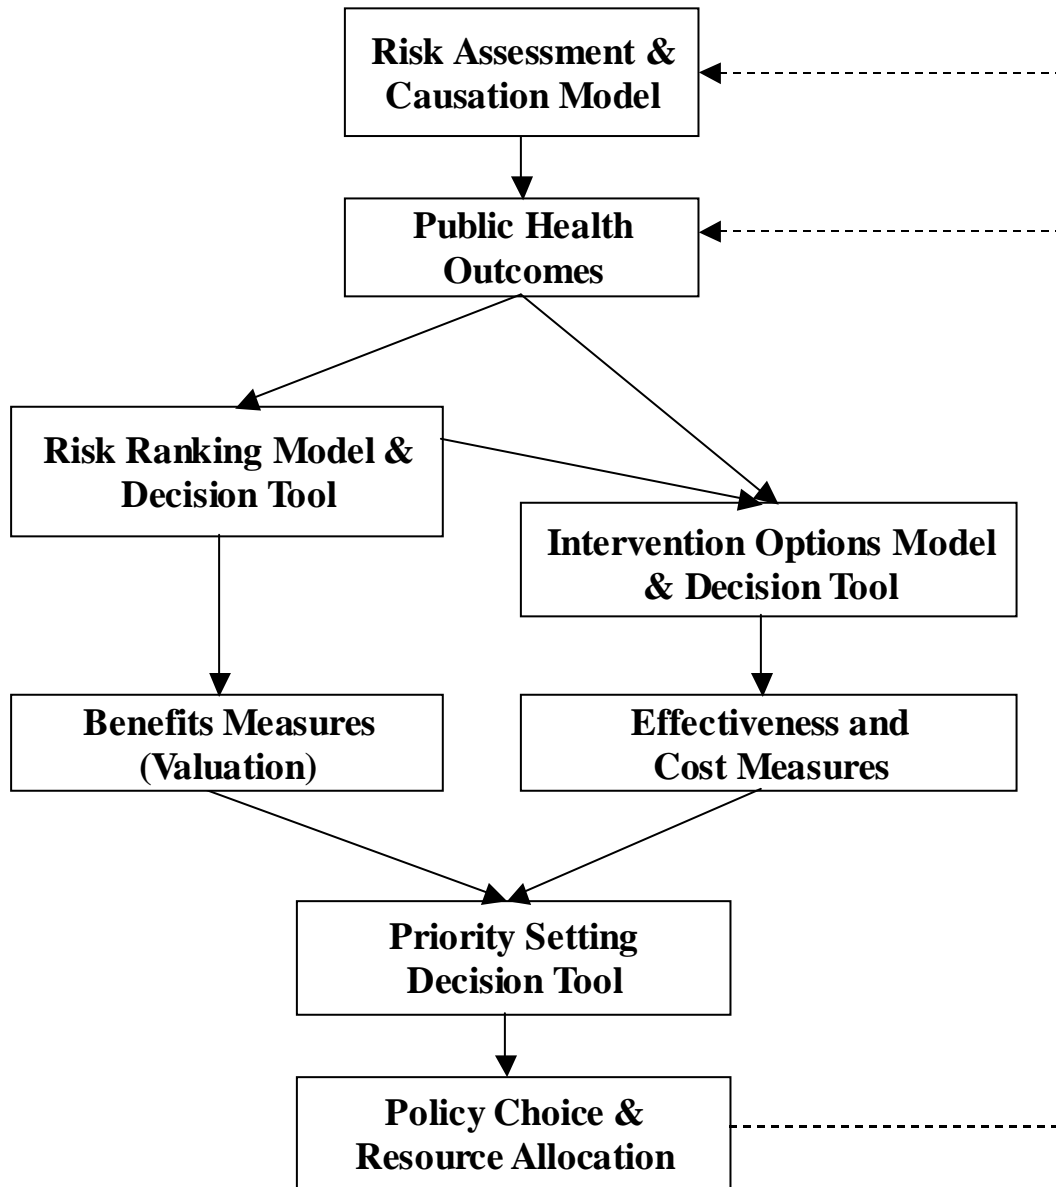 Risk Assessment &
Causation Model
Public Health
Outcomes
Risk Ranking Model &
Decision Tool
Intervention Options Model
& Decision Tool
Benefits Measures
(Valuation)
Effectiveness and
Cost Measures
Priority Setting
Decision Tool
Policy Choice &
Resource Allocation